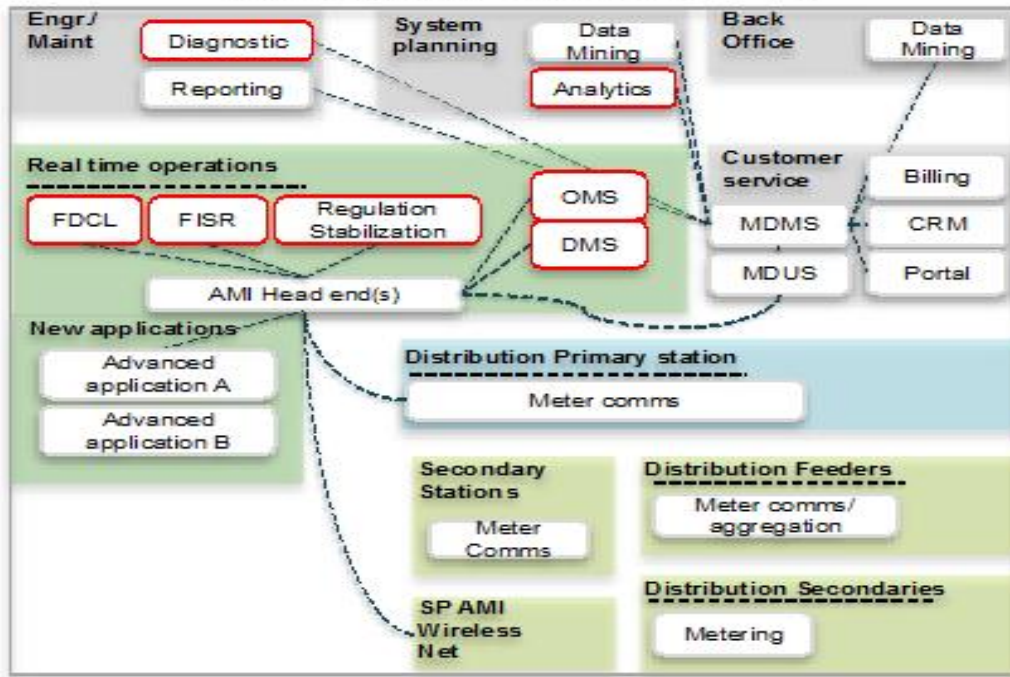 Engr./
Maint
Diagnostic
Reporting
System
planning
Data
Mining
Analytics
Back
Office
Data
Mining
Real time operations
FDCL
FISR
Regulation
Stabilization
OMS
DMS
AMI Head end(s)
Customer
service
MDMS
MDUS
Billing
CRM
Portal
New applications
Advanced
application A
Advanced
application B
Distribution Primary station
Meter comms
Secondary
Stations
Meter
Comms
Distribution Feeders
Meter comms/
aggregation
SP AMI
Wireless
Net
Distribution Secondaries
Metering